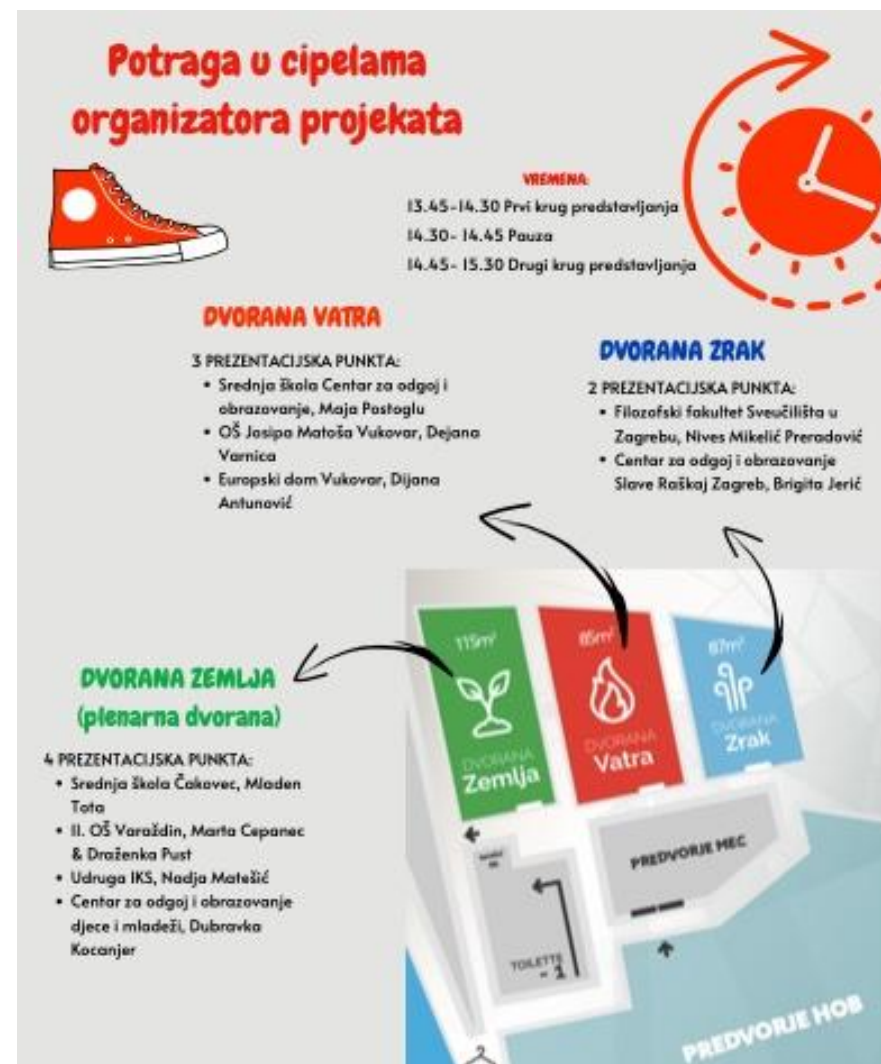 Potraga u cipelama
organizatora projekata
VREMENA:
13.45-14.30 Prvi krug predstavljanja
14.30- 14.45 Pauza
14.45- 15.30 Drugi krug predstavljanja
DVORANA VATRA
3 PREZENTACIJSKA PUNKTA:
• Srednja škola Centar za odgoj i
obrazovanje, Maja Postoglu
• OŠ Josipa Matoša Vukovar, Dejana
Varnica
• Europski dom Vukovar, Dijana
Antunović
DVORANA ZRAK
2 PREZENTACIJSKA PUNKTA:
• Filozofski fakultet Sveučilišta u
Zagrebu, Nives Mikelić Preradović
• Centar za odgoj i obrazovanje
Slave Raškaj Zagreb, Brigita Jerić
DVORANA ZEMLJA
(plenarna dvorana)
4 PREZENTACIJSKA PUNKTA:
• Srednja škola Čakovec, Mladen
Tota
• II. OŠ Varaždin, Marta Cepanec
& Draženka Pust
• Udruga IKS, Nadja Matešić
• Centar za odgoj i obrazovanje
djece i mladeži, Dubravka
Kocanjer
115m²
DVORANA
Zemlja
85m²
DVORANA
Vatra
87m²
DVORANA
Zrak
PREDVORJE MEC
TOILETTE
- 1
PREDVORJE HOB
2